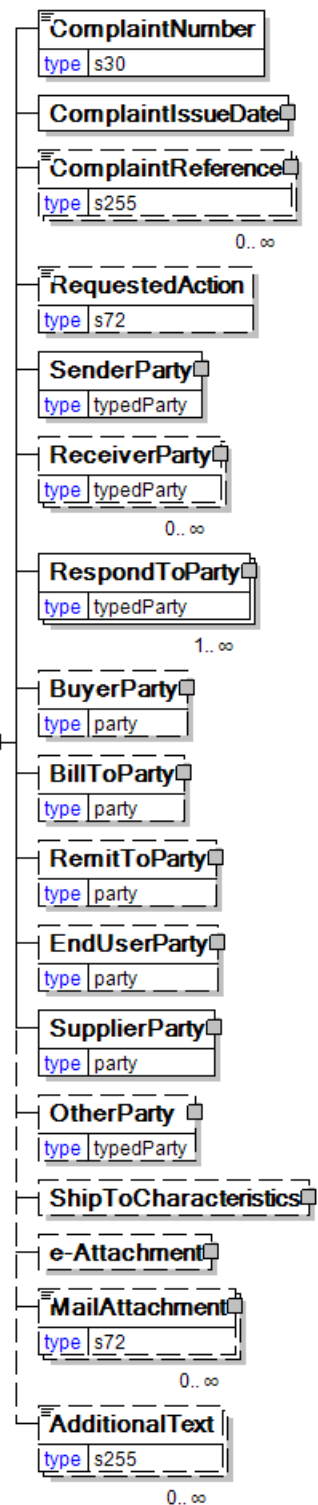 ComplaintNumber
type s30
ComplaintIssueDate
ComplaintReference
type s255
0.. ∞
RequestedAction
type s72
SenderParty
type typedParty
ReceiverParty
type typedParty
0.. ∞
RespondToParty
type typedParty
1.. ∞
BuyerParty
type party
BillToParty
type party
RemitToParty
type party
EndUserParty
type party
SupplierParty
type party
OtherParty
type typedParty
ShipToCharacteristics
e-Attachment
MailAttachment
type s72
0.. ∞
AdditionalText
type s255
0.. ∞